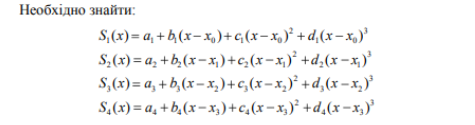 Необхідно знайти:
S₁(x) = a₁ + b₁(x − x₀) + c₁(x − x₀)² + d₁(x − x₀)³
S₂(x) = a₂ + b₂(x − x₁) + c₂(x − x₁)² + d₂(x − x₁)³
S₃(x) = a₃ + b₃(x − x₂) + c₃(x − x₂)² + d₃(x − x₂)³
S₄(x) = a₄ + b₄(x − x₃) + c₄(x − x₃)² + d₄(x − x₃)³